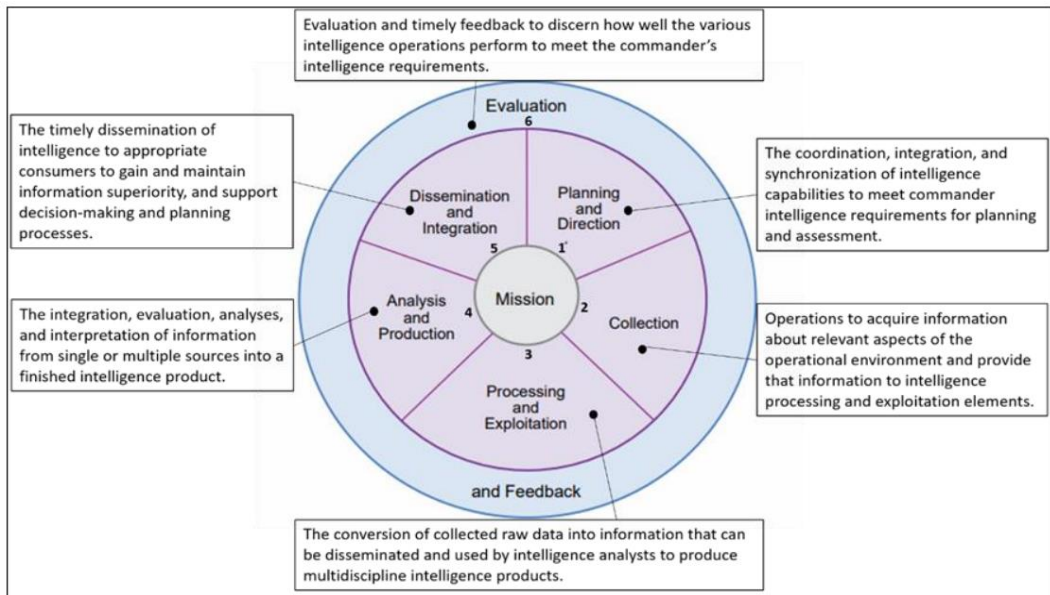 Evaluation and timely feedback to discern how well the various
intelligence operations perform to meet the commander's
intelligence requirements.
Evaluation
6
The timely dissemination of
intelligence to appropriate
consumers to gain and maintain
information superiority, and support
decision-making and planning
processes.
Dissemination
and
Integration
5
Planning
and
Direction
1
The coordination, integration, and
synchronization of intelligence
capabilities to meet commander
intelligence requirements for planning
and assessment.
Mission
The integration, evaluation, analyses,
and interpretation of information
from single or multiple sources into a
finished intelligence product.
Analysis
and
Production
4
2
Collection
Operations to acquire information
about relevant aspects of the
operational environment and provide
that information to intelligence
processing and exploitation elements.
3
Processing
and
Exploitation
and Feedback
The conversion of collected raw data into information that can
be disseminated and used by intelligence analysts to produce
multidiscipline intelligence products.